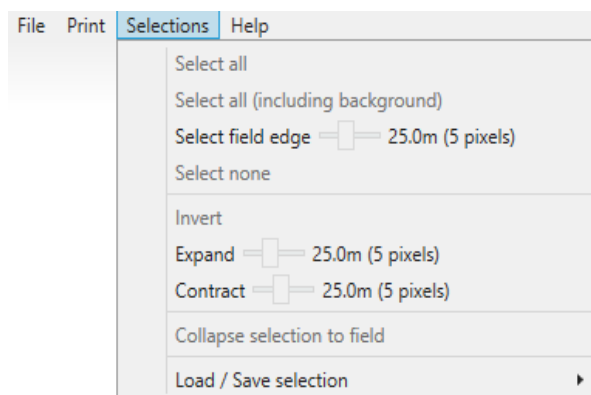 File Print Selections Help
Select all
Select all (including background)
Select field edge 25.0m (5 pixels)
Select none
Invert
Expand 25.0m (5 pixels)
Contract 25.0m (5 pixels)
Collapse selection to field
Load / Save selection